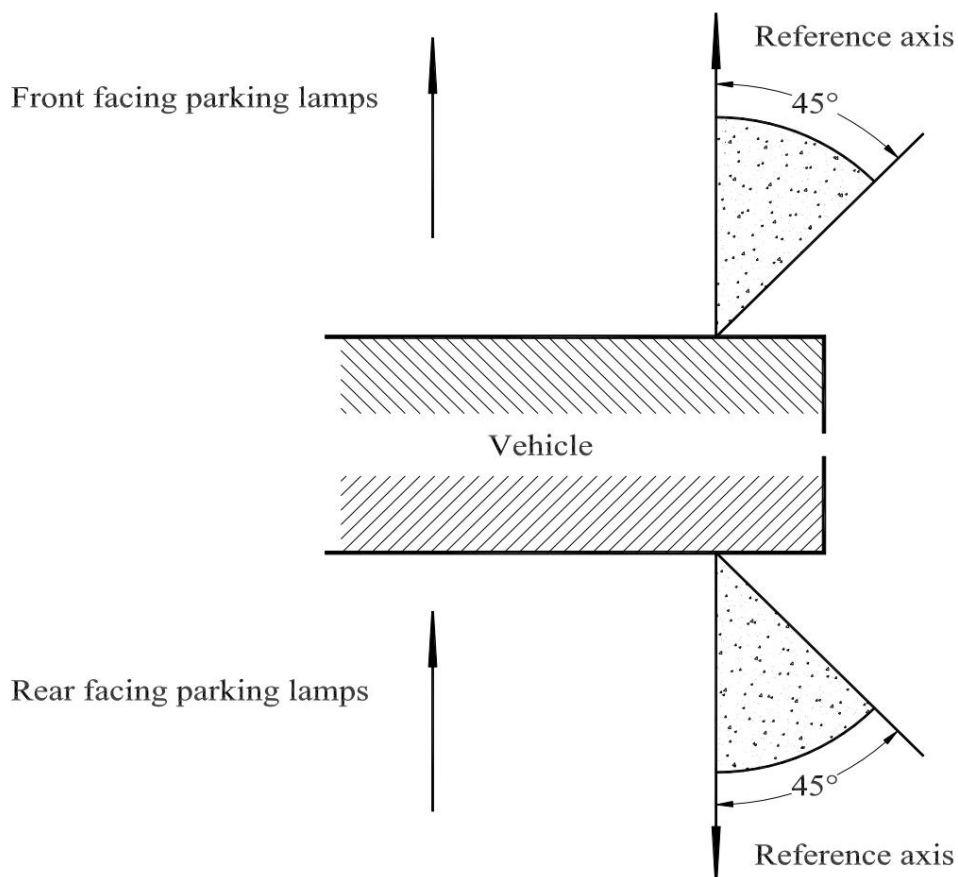 Reference axis
Front facing parking lamps
45°
Vehicle
Rear facing parking lamps
45°
Reference axis